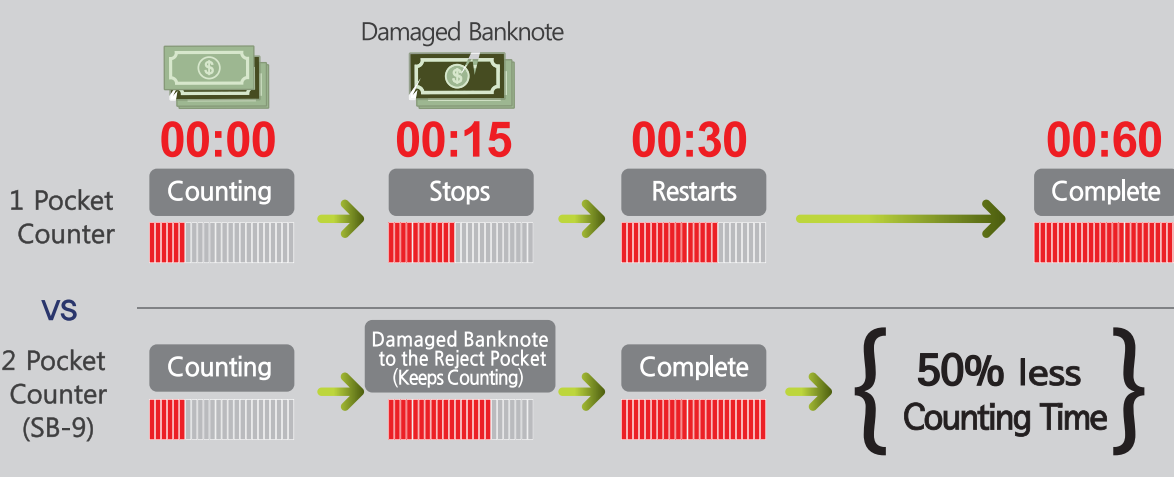 Damaged Banknote
$
$
00:00
00:15
00:30
00:60
1 Pocket
Counter
Counting
Stops
Restarts
Complete
VS
2 Pocket
Counter
(SB-9)
Counting
Damaged Banknote
to the Reject Pocket
(Keeps Counting)
Complete
50% less
Counting Time